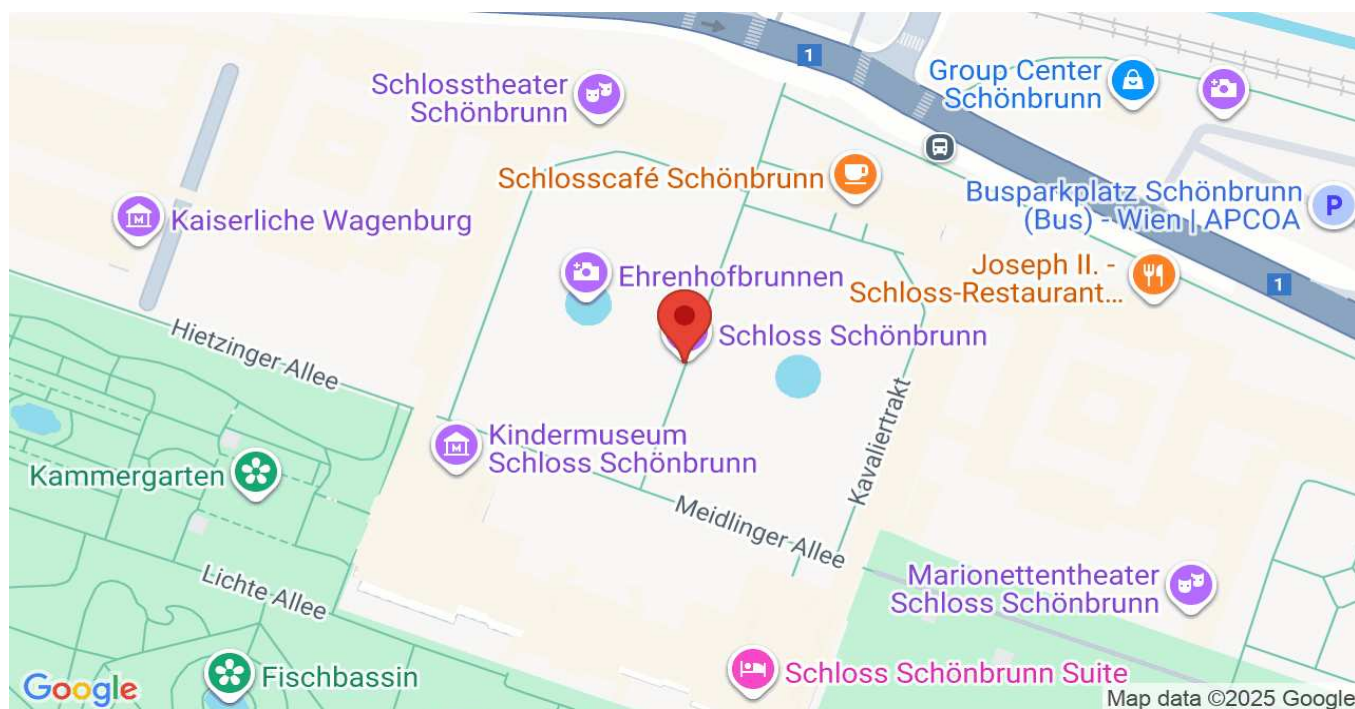 1
Schlosstheater
Schönbrunn
Group Center
Schönbrunn
Schlosscafé Schönbrunn
Busparkplatz Schönbrunn
(Bus) - Wien | APCOA
P
Kaiserliche Wagenburg
M
Ehrenhofbrunnen
Joseph II. -
Schloss-Restaurant...
1
Schloss Schönbrunn
Hietzinger Allee
Kavaliertrakt
Kindermuseum
Schloss Schönbrunn
M
Kammergarten
Meidlinger Allee
Lichte Allee
Marionettentheater
Schloss Schönbrunn
Fischbassin
Schloss Schönbrunn Suite
Google
Map data ©2025 Google